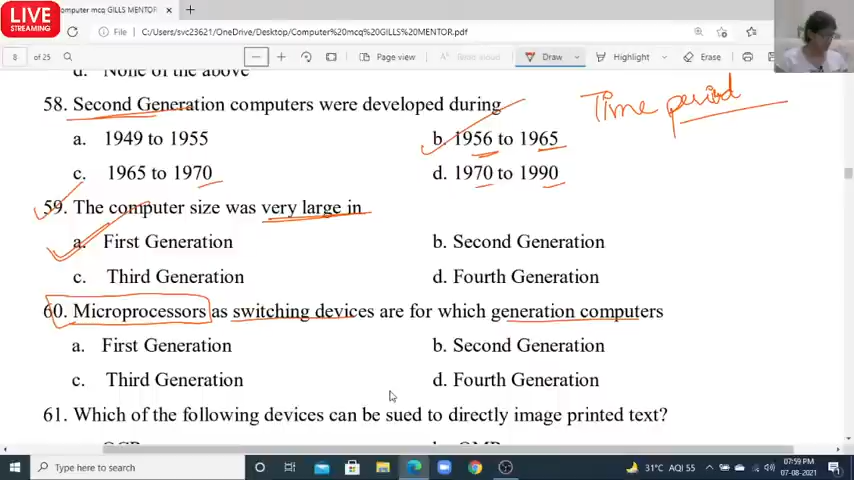 LIVE
STREAMING
Computer mcq GILLS MENTOR.pdf
File
C:/Users/svc23621/OneDrive/Desktop/Computer%20mcq%20GILLS%20MENTOR.pdf
8 of 25
Page view
Read aloud
Draw
Highlight
Erase
d. None of the above
Time period
58. Second Generation computers were developed during
a. 1949 to 1955
b. 1956 to 1965
c. 1965 to 1970
d. 1970 to 1990
59. The computer size was very large in
a. First Generation
b. Second Generation
c. Third Generation
d. Fourth Generation
60. Microprocessors as switching devices are for which generation computers
a. First Generation
b. Second Generation
c. Third Generation
d. Fourth Generation
61. Which of the following devices can be sued to directly image printed text?
Type here to search
31°C AQI 55
07:59 PM
07-08-2021